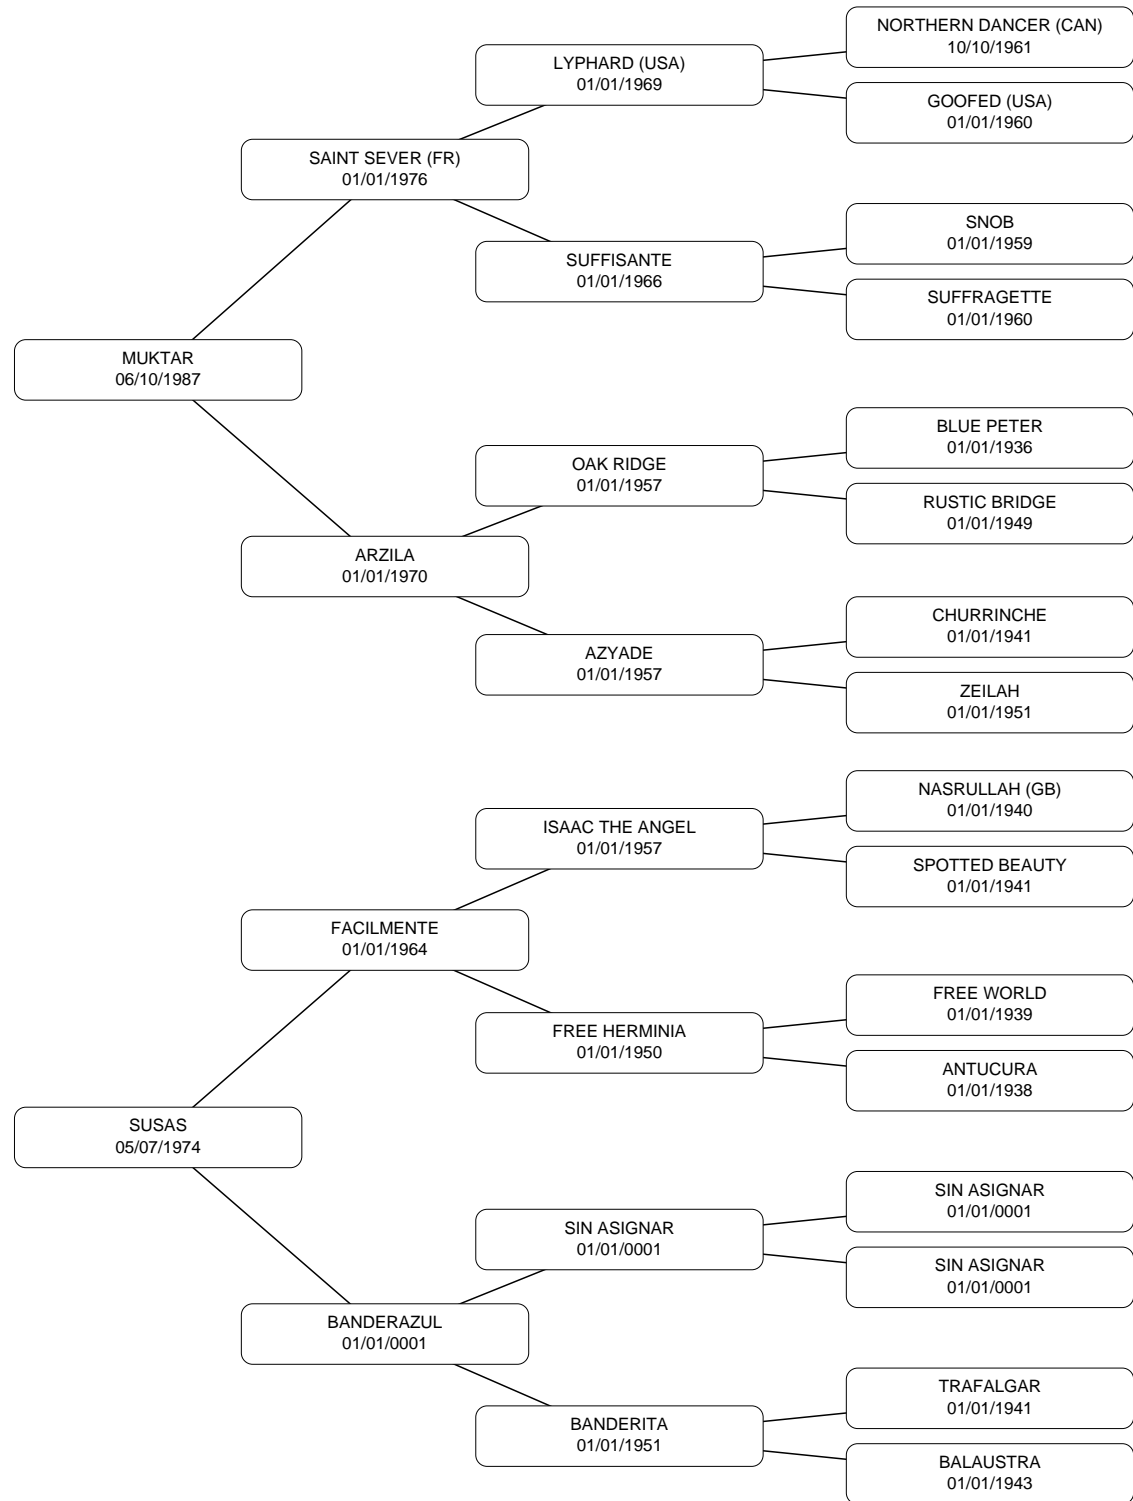 NORTHERN DANCER (CAN)
10/10/1961
LYPHARD (USA)
01/01/1969
GOOFED (USA)
01/01/1960
SAINT SEVER (FR)
01/01/1976
SNOB
01/01/1959
SUFFISANTE
01/01/1966
SUFFRAGETTE
01/01/1960
MUKTAR
06/10/1987
BLUE PETER
01/01/1936
OAK RIDGE
01/01/1957
RUSTIC BRIDGE
01/01/1949
ARZILA
01/01/1970
CHURRINCHE
01/01/1941
AZYADE
01/01/1957
ZEILAH
01/01/1951
NASRULLAH (GB)
01/01/1940
ISAAC THE ANGEL
01/01/1957
SPOTTED BEAUTY
01/01/1941
FACILMENTE
01/01/1964
FREE WORLD
01/01/1939
FREE HERMINIA
01/01/1950
ANTUCURA
01/01/1938
SUSAS
05/07/1974
SIN ASIGNAR
01/01/0001
SIN ASIGNAR
01/01/0001
SIN ASIGNAR
01/01/0001
BANDERAZUL
01/01/0001
TRAFALGAR
01/01/1941
BANDERITA
01/01/1951
BALAUSTRA
01/01/1943